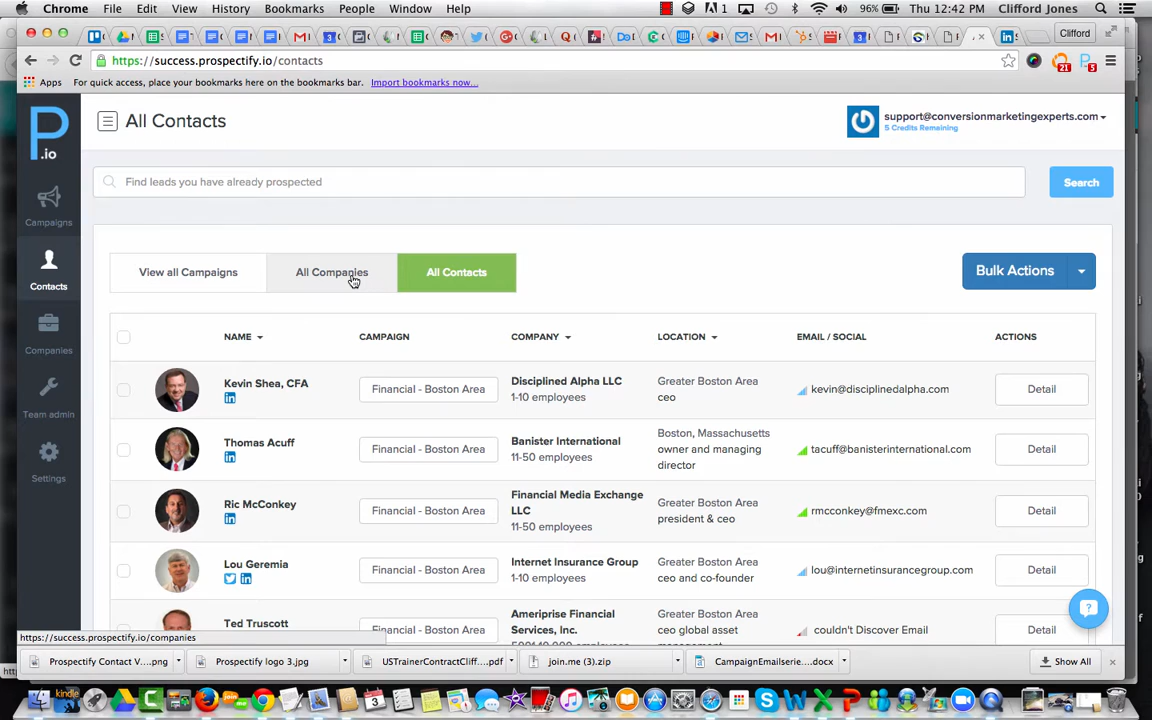 Chrome File Edit View History Bookmarks People Window Help 1 96% Thu 12:42 PM Clifford Jones
Clifford
https://success.prospectify.io/contacts
21
3
Apps For quick access, place your bookmarks here on the bookmarks bar. Import bookmarks now...
P.io
All Contacts
support@conversionmarketingexperts.com
5 Credits Remaining
Find leads you have already prospected
Search
Campaigns
Contacts
Companies
Team admin
Settings
View all Campaigns All Companies All Contacts Bulk Actions
NAME CAMPAIGN COMPANY LOCATION EMAIL / SOCIAL ACTIONS
Kevin Shea, CFA Financial - Boston Area Disciplined Alpha LLC
1-10 employees Greater Boston Area
ceo kevin@disciplinedalpha.com Detail
Thomas Acuff Financial - Boston Area Banister International
11-50 employees Boston, Massachusetts
owner and managing
director tacuff@banisterinternational.com Detail
Ric McConkey Financial - Boston Area Financial Media Exchange
LLC
11-50 employees Greater Boston Area
president & ceo rmcconkey@fmexc.com Detail
Lou Geremia Financial - Boston Area Internet Insurance Group
1-10 employees Greater Boston Area
ceo and co-founder lou@internetinsurancegroup.com Detail
Ted Truscott Financial - Boston Area Ameriprise Financial
Services, Inc.
Greater Boston Area
ceo global asset
management couldn't Discover Email Detail
https://success.prospectify.io/companies
Prospectify Contact V....png Prospectify logo 3.jpg USTrainerContractCliff....pdf join.me (3).zip CampaignEmailserie....docx Show All